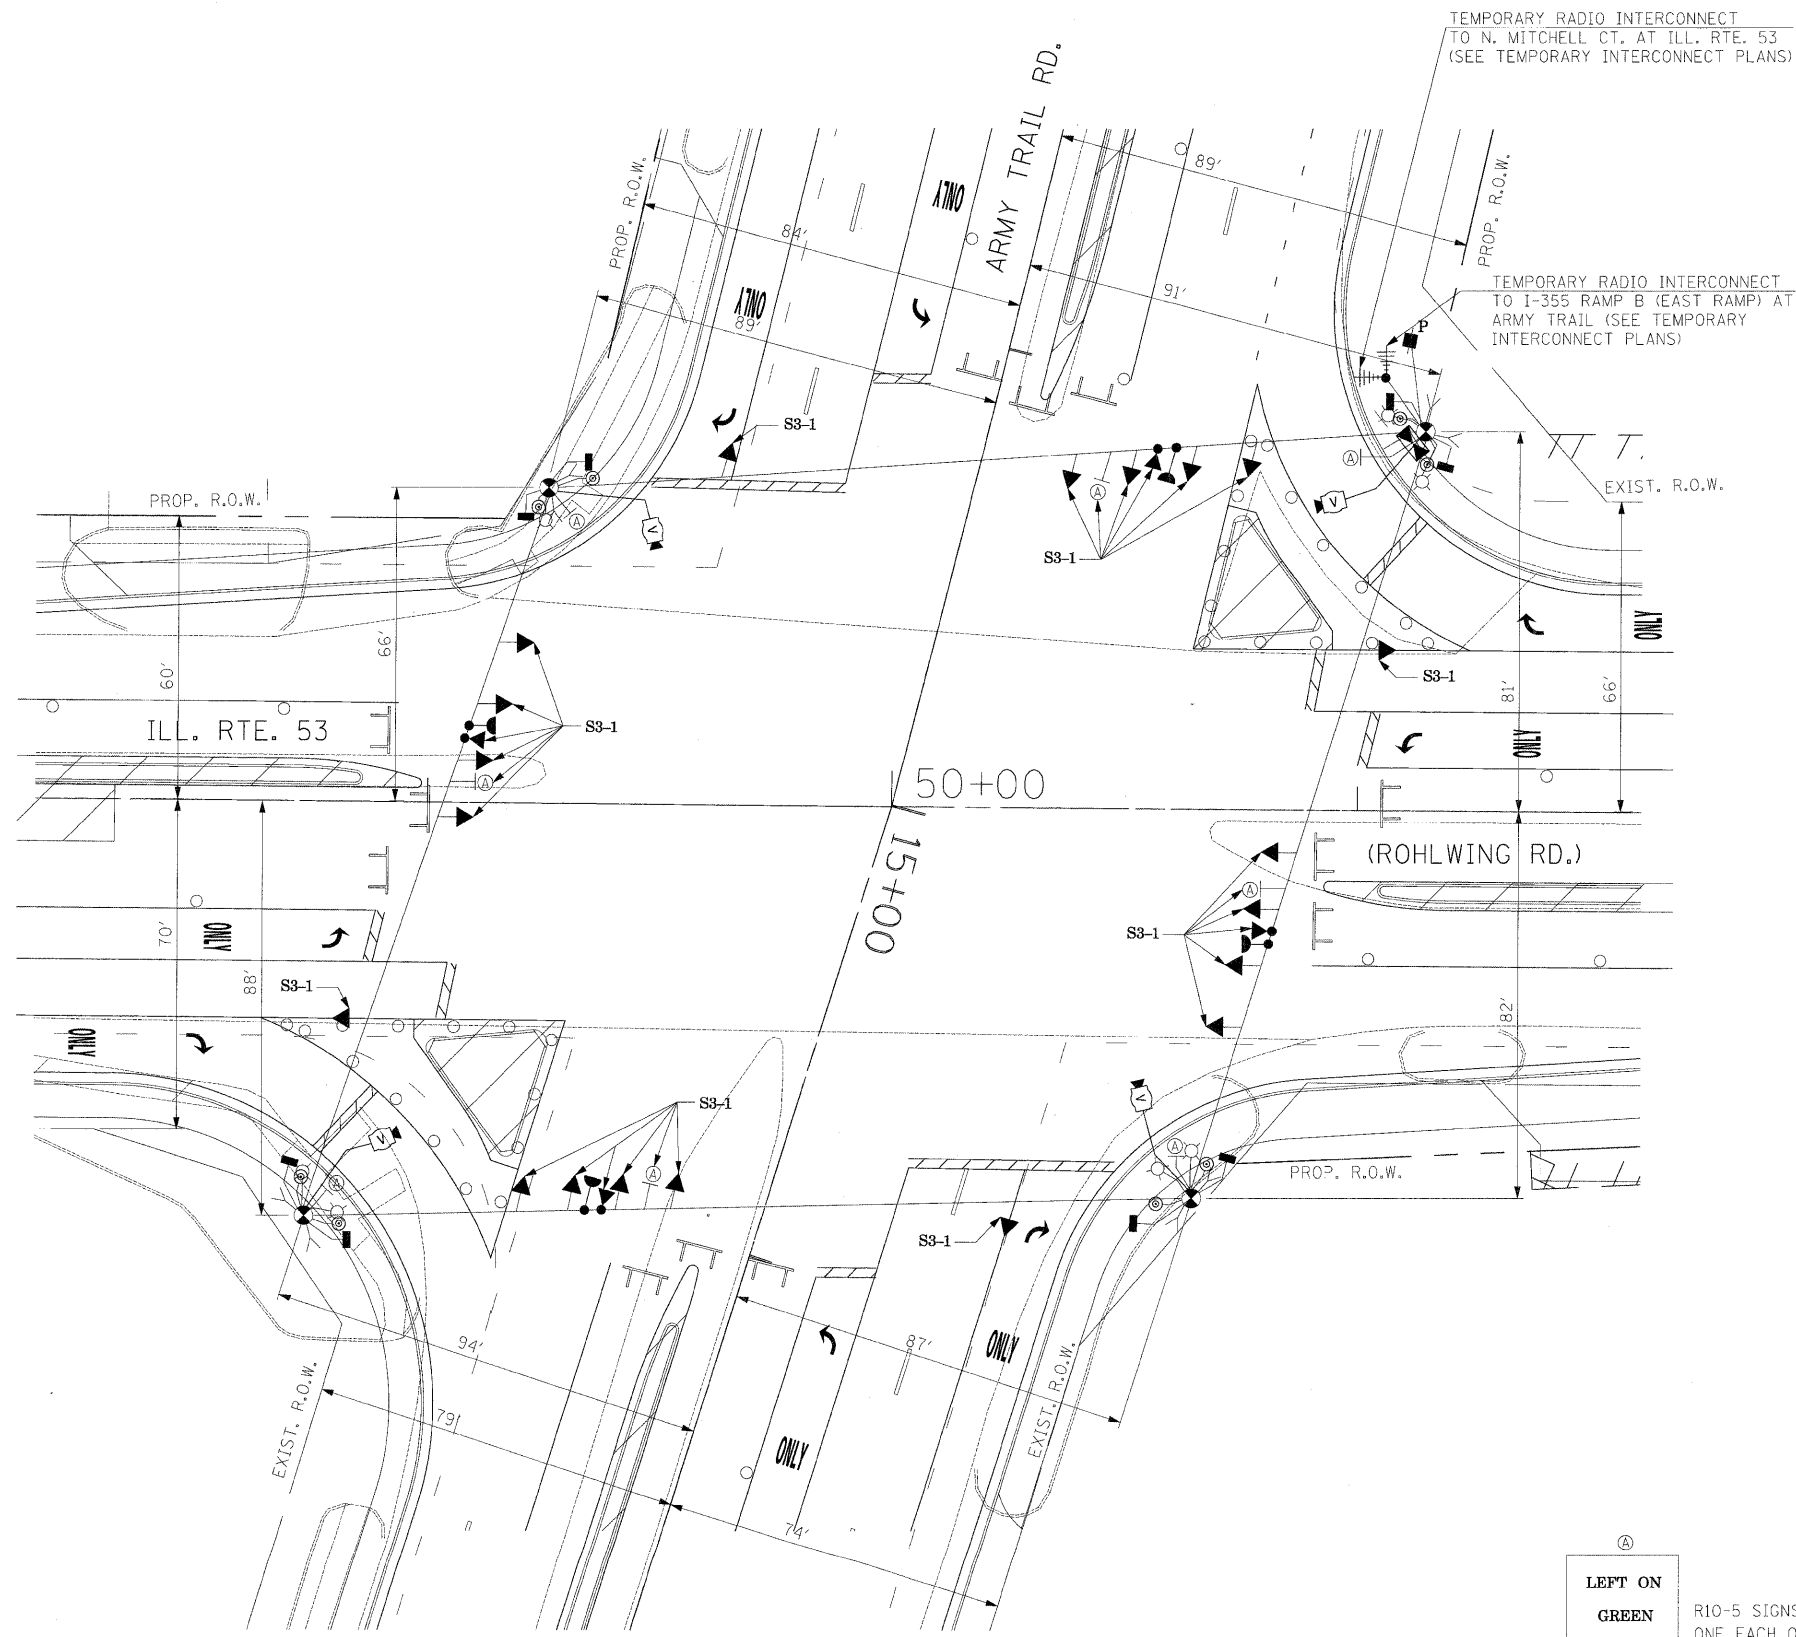 TEMPORARY RADIO INTERCONNECT
TO N. MITCHELL CT. AT ILL. RTE. 53
(SEE TEMPORARY INTERCONNECT PLANS)
ARMY TRAIL RD.
PROP. R.O.W.
89'
PROP. R.O.W.
ONLY
84'
ONLY
89'
91'
TEMPORARY RADIO INTERCONNECT
TO I-355 RAMP B (EAST RAMP) AT
ARMY TRAIL (SEE TEMPORARY
INTERCONNECT PLANS)
P
S3-1
A
PROP. R.O.W.
EXIST. R.O.W.
V
A
V
A
S3-1
ONLY
66'
60'
S3-1
81'
66'
ILL. RTE. 53
S3-1
ONLY
A
50+00
15+00
(ROHLWING RD.)
A
S3-1
70'
ONLY
88'
S3-1
82'
ONLY
S3-1
V
V
A
A
A
PROP. R.O.W.
S3-1
94'
87'
ONLY
EXIST. R.O.W.
EXIST. R.O.W.
79'
ONLY
74'
A
LEFT ON
GREEN
R10-5 SIGNS
ONE EACH O